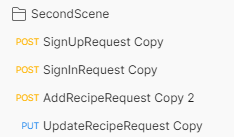 SecondScene
POST SignUpRequest Copy
POST SignInRequest Copy
POST AddRecipeRequest Copy 2
PUT UpdateRecipeRequest Copy